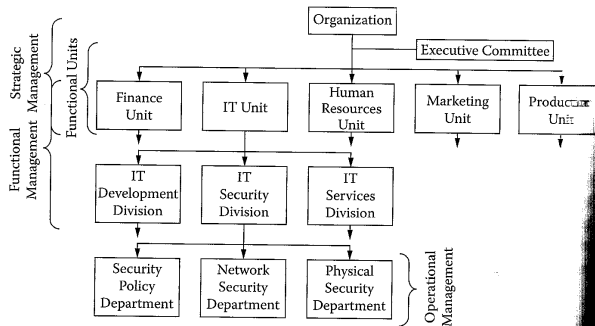 Organization
Executive Committee
Strategic
Management
Functional Units
Finance
Unit
IT Unit
Human
Resources
Unit
Marketing
Unit
Unit
Functional
Management
IT
Development
Division
IT
Security
Division
IT
Services
Division
Security
Policy
Department
Network
Security
Department
Physical
Security
Department
Operational
Management